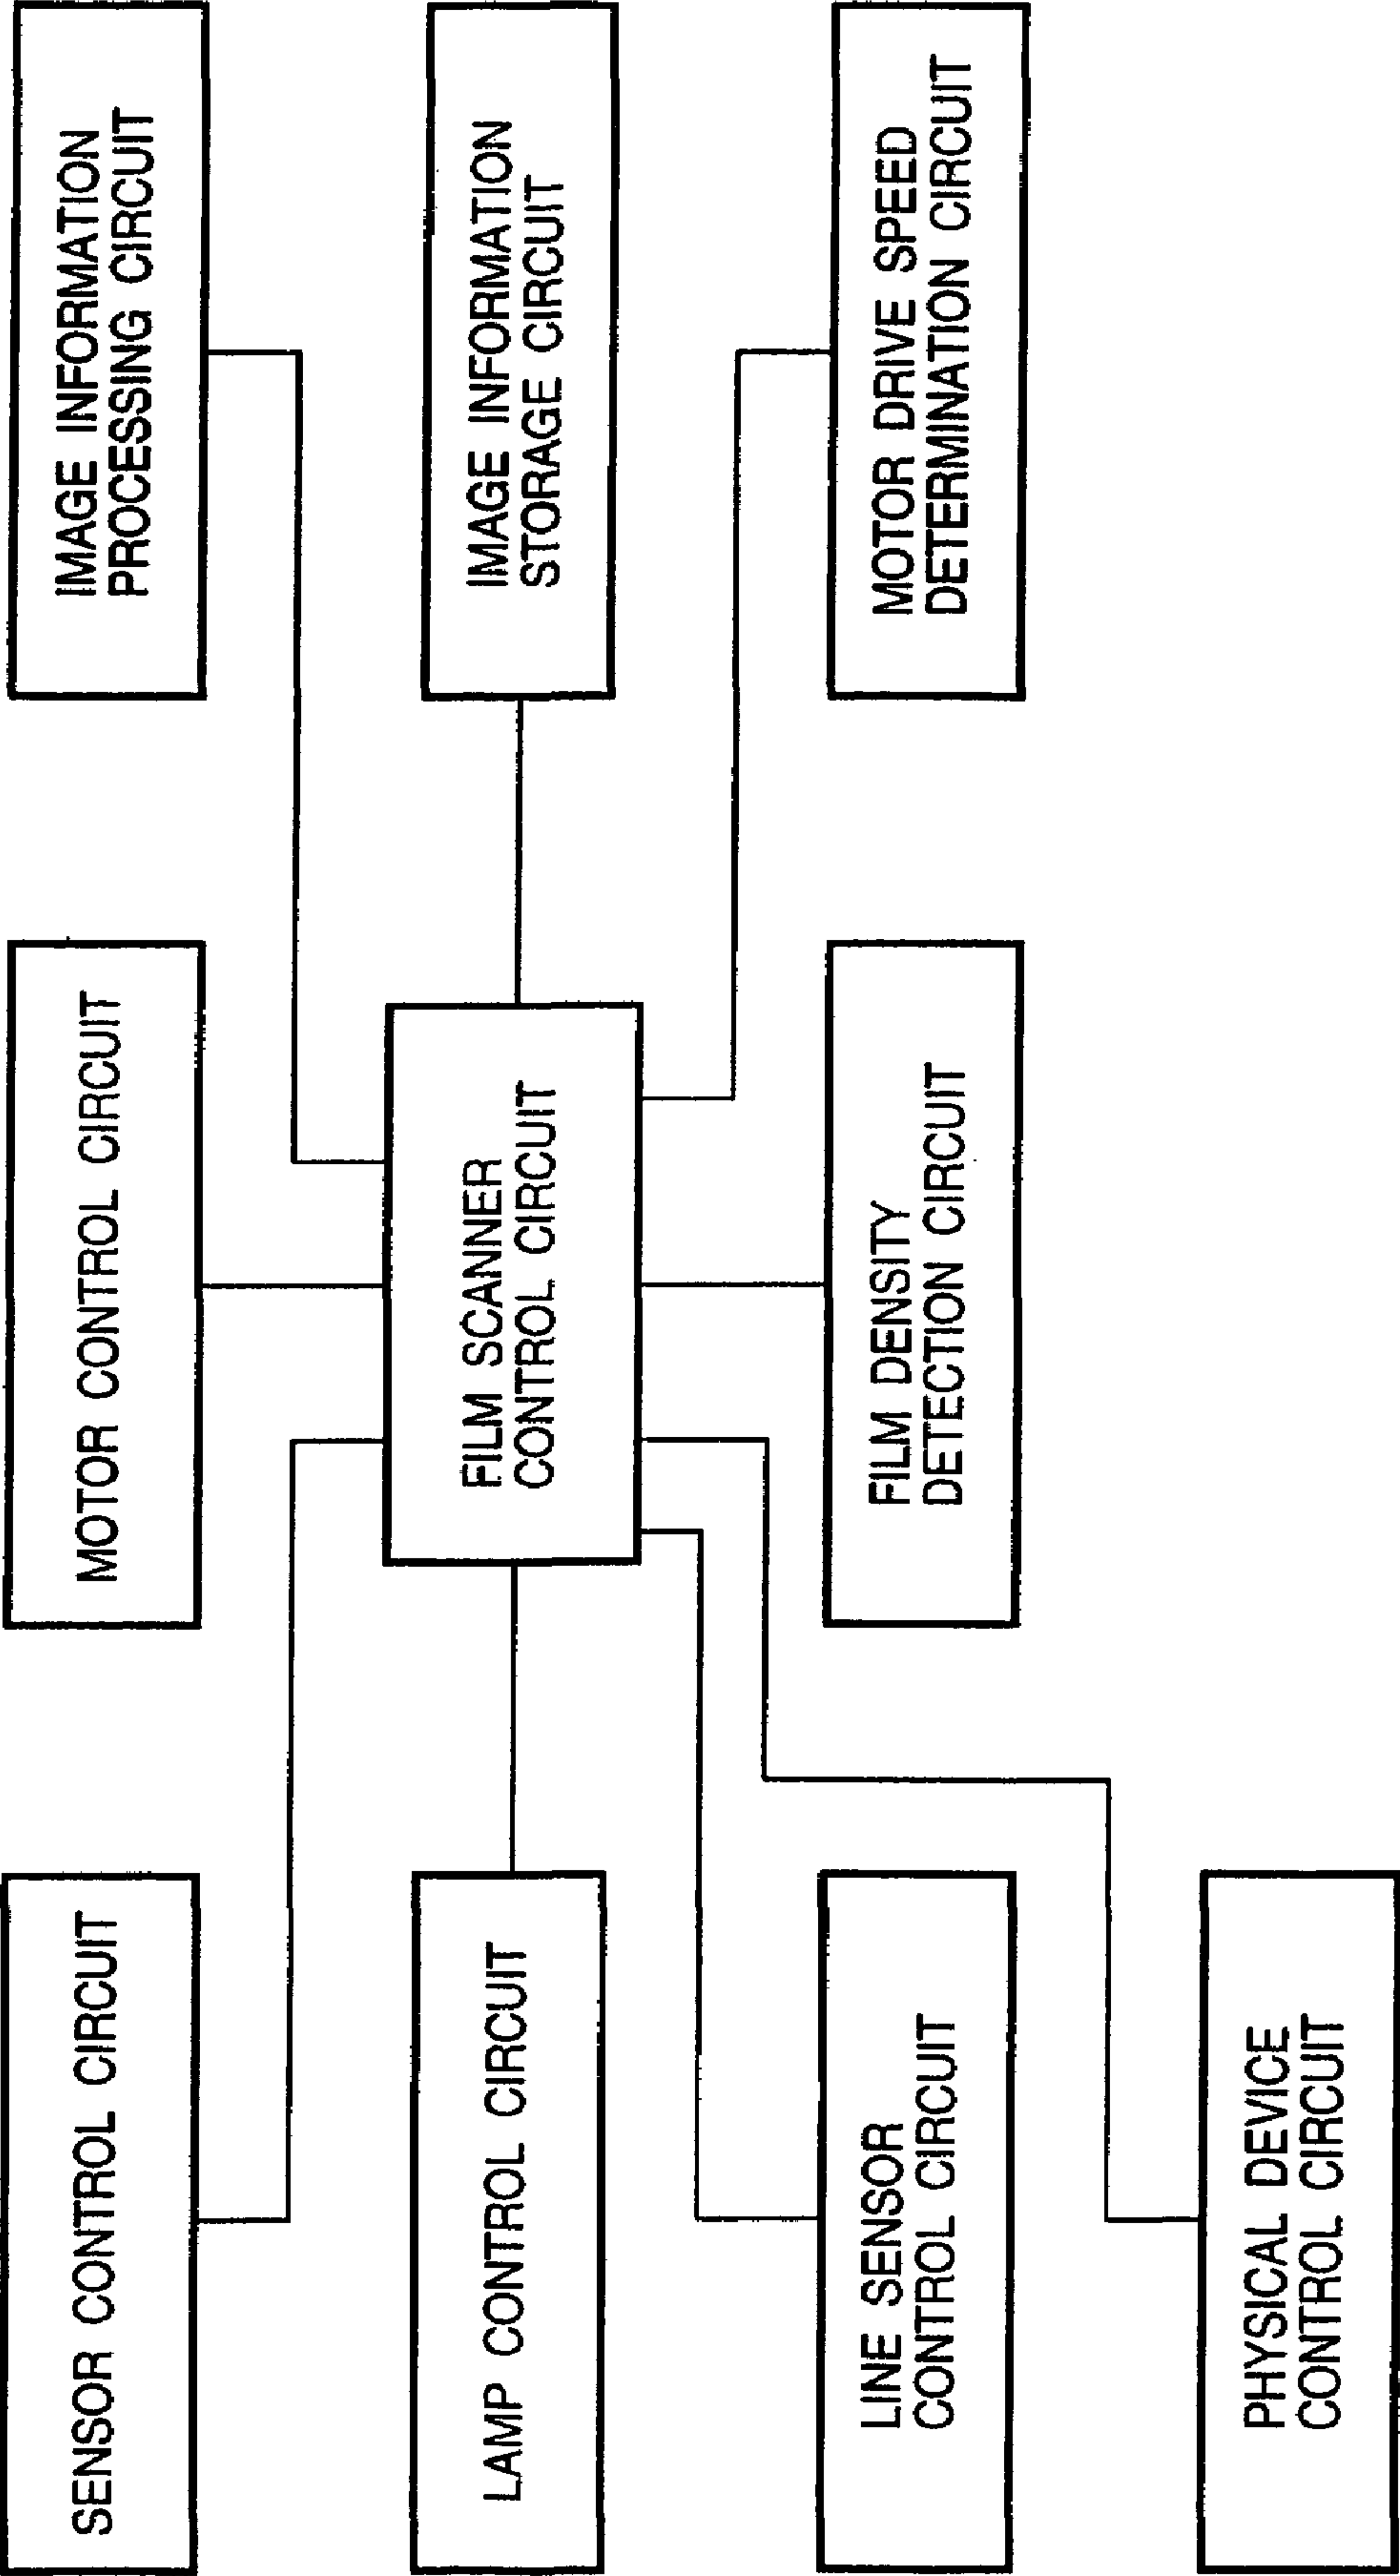 SENSOR CONTROL CIRCUIT
MOTOR CONTROL CIRCUIT
IMAGE INFORMATION
PROCESSING CIRCUIT
LAMP CONTROL CIRCUIT
FILM SCANNER
CONTROL CIRCUIT
IMAGE INFORMATION
STORAGE CIRCUIT
LINE SENSOR
CONTROL CIRCUIT
FILM DENSITY
DETECTION CIRCUIT
MOTOR DRIVE SPEED
DETERMINATION CIRCUIT
PHYSICAL DEVICE
CONTROL CIRCUIT